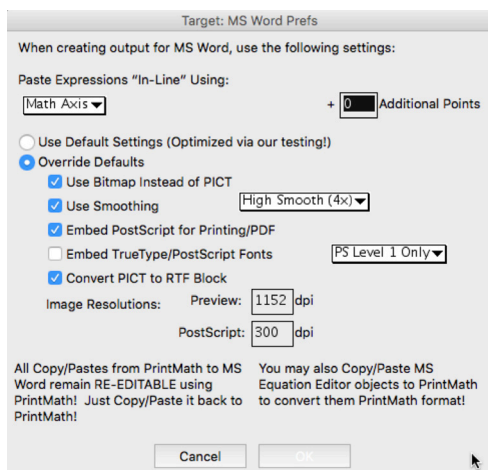 Target: MS Word Prefs
When creating output for MS Word, use the following settings:
Paste Expressions “In-Line” Using:
Math Axis + 0 Additional Points
Use Default Settings (Optimized via our testing!)
Override Defaults
Use Bitmap Instead of PICT
Use Smoothing High Smooth (4x)
Embed PostScript for Printing/PDF
Embed TrueType/PostScript Fonts PS Level 1 Only
Convert PICT to RTF Block
Image Resolutions: Preview: 1152 dpi
PostScript: 300 dpi
All Copy/Pastes from PrintMath to MS
Word remain RE-EDITABLE using
PrintMath! Just Copy/Paste it back to
PrintMath!
You may also Copy/Paste MS
Equation Editor objects to PrintMath
to convert them PrintMath format!
Cancel OK